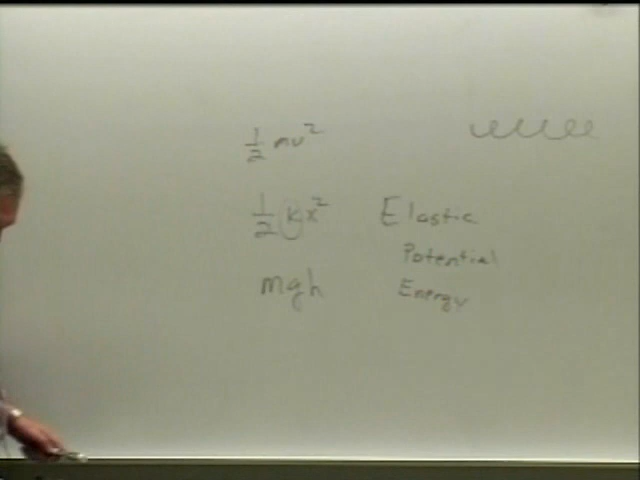 ½mv²
½kx² Elastic
Potential
mgh Energy